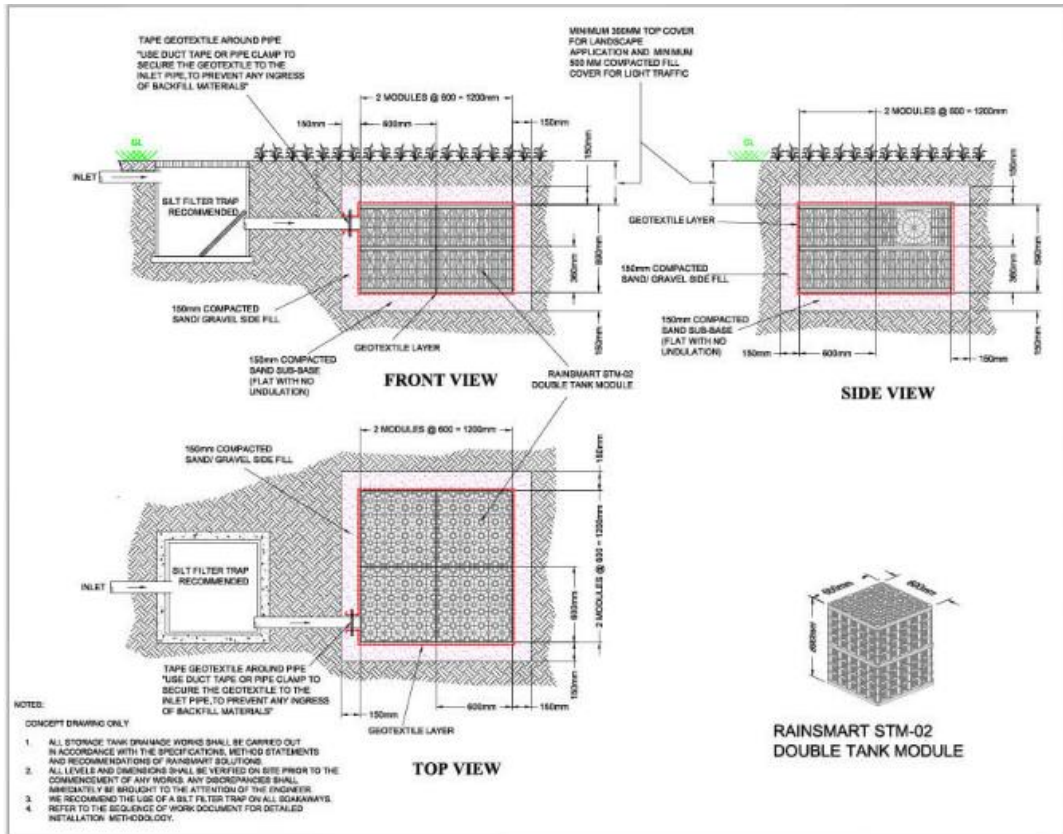 TAPE GEOTEXTILE AROUND PIPE
"USE DUCT TAPE OR PIPE CLAMP TO
SECURE THE GEOTEXTILE TO THE
INLET PIPE, TO PREVENT ANY INGRESS
OF BACKFILL MATERIALS"
MINIMUM 300MM TOP COVER
FOR LANDSCAPE
APPLICATION AND MINIMUM
500 MM COMPACTED FILL
COVER FOR LIGHT TRAFFIC
2 MODULES @ 600 = 1200mm
150mm
600mm
150mm
150mm
GL
INLET
SILT FILTER TRAP
RECOMMENDED
360mm
150mm
150mm COMPACTED
SAND/ GRAVEL SIDE FILL
GEOTEXTILE LAYER
150mm COMPACTED
SAND SUB-BASE
(FLAT WITH NO
UNDULATION)
FRONT VIEW
RAINSMART STM-02
DOUBLE TANK MODULE
2 MODULES @ 600 = 1200mm
GL
150mm
GEOTEXTILE LAYER
150mm COMPACTED
SAND/ GRAVEL SIDE FILL
360mm
150mm COMPACTED
SAND SUB-BASE
(FLAT WITH NO
UNDULATION)
150mm
150mm
600mm
150mm
SIDE VIEW
2 MODULES @ 600 = 1200mm
150mm COMPACTED
SAND/ GRAVEL SIDE FILL
150mm
2 MODULES @ 600 = 1200mm
600mm
150mm
SILT FILTER TRAP
RECOMMENDED
INLET
TAPE GEOTEXTILE AROUND PIPE
"USE DUCT TAPE OR PIPE CLAMP TO
SECURE THE GEOTEXTILE TO THE
INLET PIPE, TO PREVENT ANY INGRESS
OF BACKFILL MATERIALS"
150mm
600mm
150mm
GEOTEXTILE LAYER
TOP VIEW
600mm
600mm
RAINSMART STM-02
DOUBLE TANK MODULE
NOTES:
CONCEPT DRAWING ONLY
1. ALL STORAGE TANK DRAINAGE WORKS SHALL BE CARRIED OUT
IN ACCORDANCE WITH THE SPECIFICATIONS, METHOD STATEMENTS
AND RECOMMENDATIONS OF RAINSMART SOLUTIONS.
2. ALL LEVELS AND DIMENSIONS SHALL BE VERIFIED ON SITE PRIOR TO THE
COMMENCEMENT OF ANY WORKS. ANY DISCREPANCIES SHALL
IMMEDIATELY BE BROUGHT TO THE ATTENTION OF THE ENGINEER.
3. WE RECOMMEND THE USE OF A SILT FILTER TRAP ON ALL SOAKAWAYS.
4. REFER TO THE SEQUENCE OF WORK DOCUMENT FOR DETAILED
INSTALLATION METHODOLOGY.